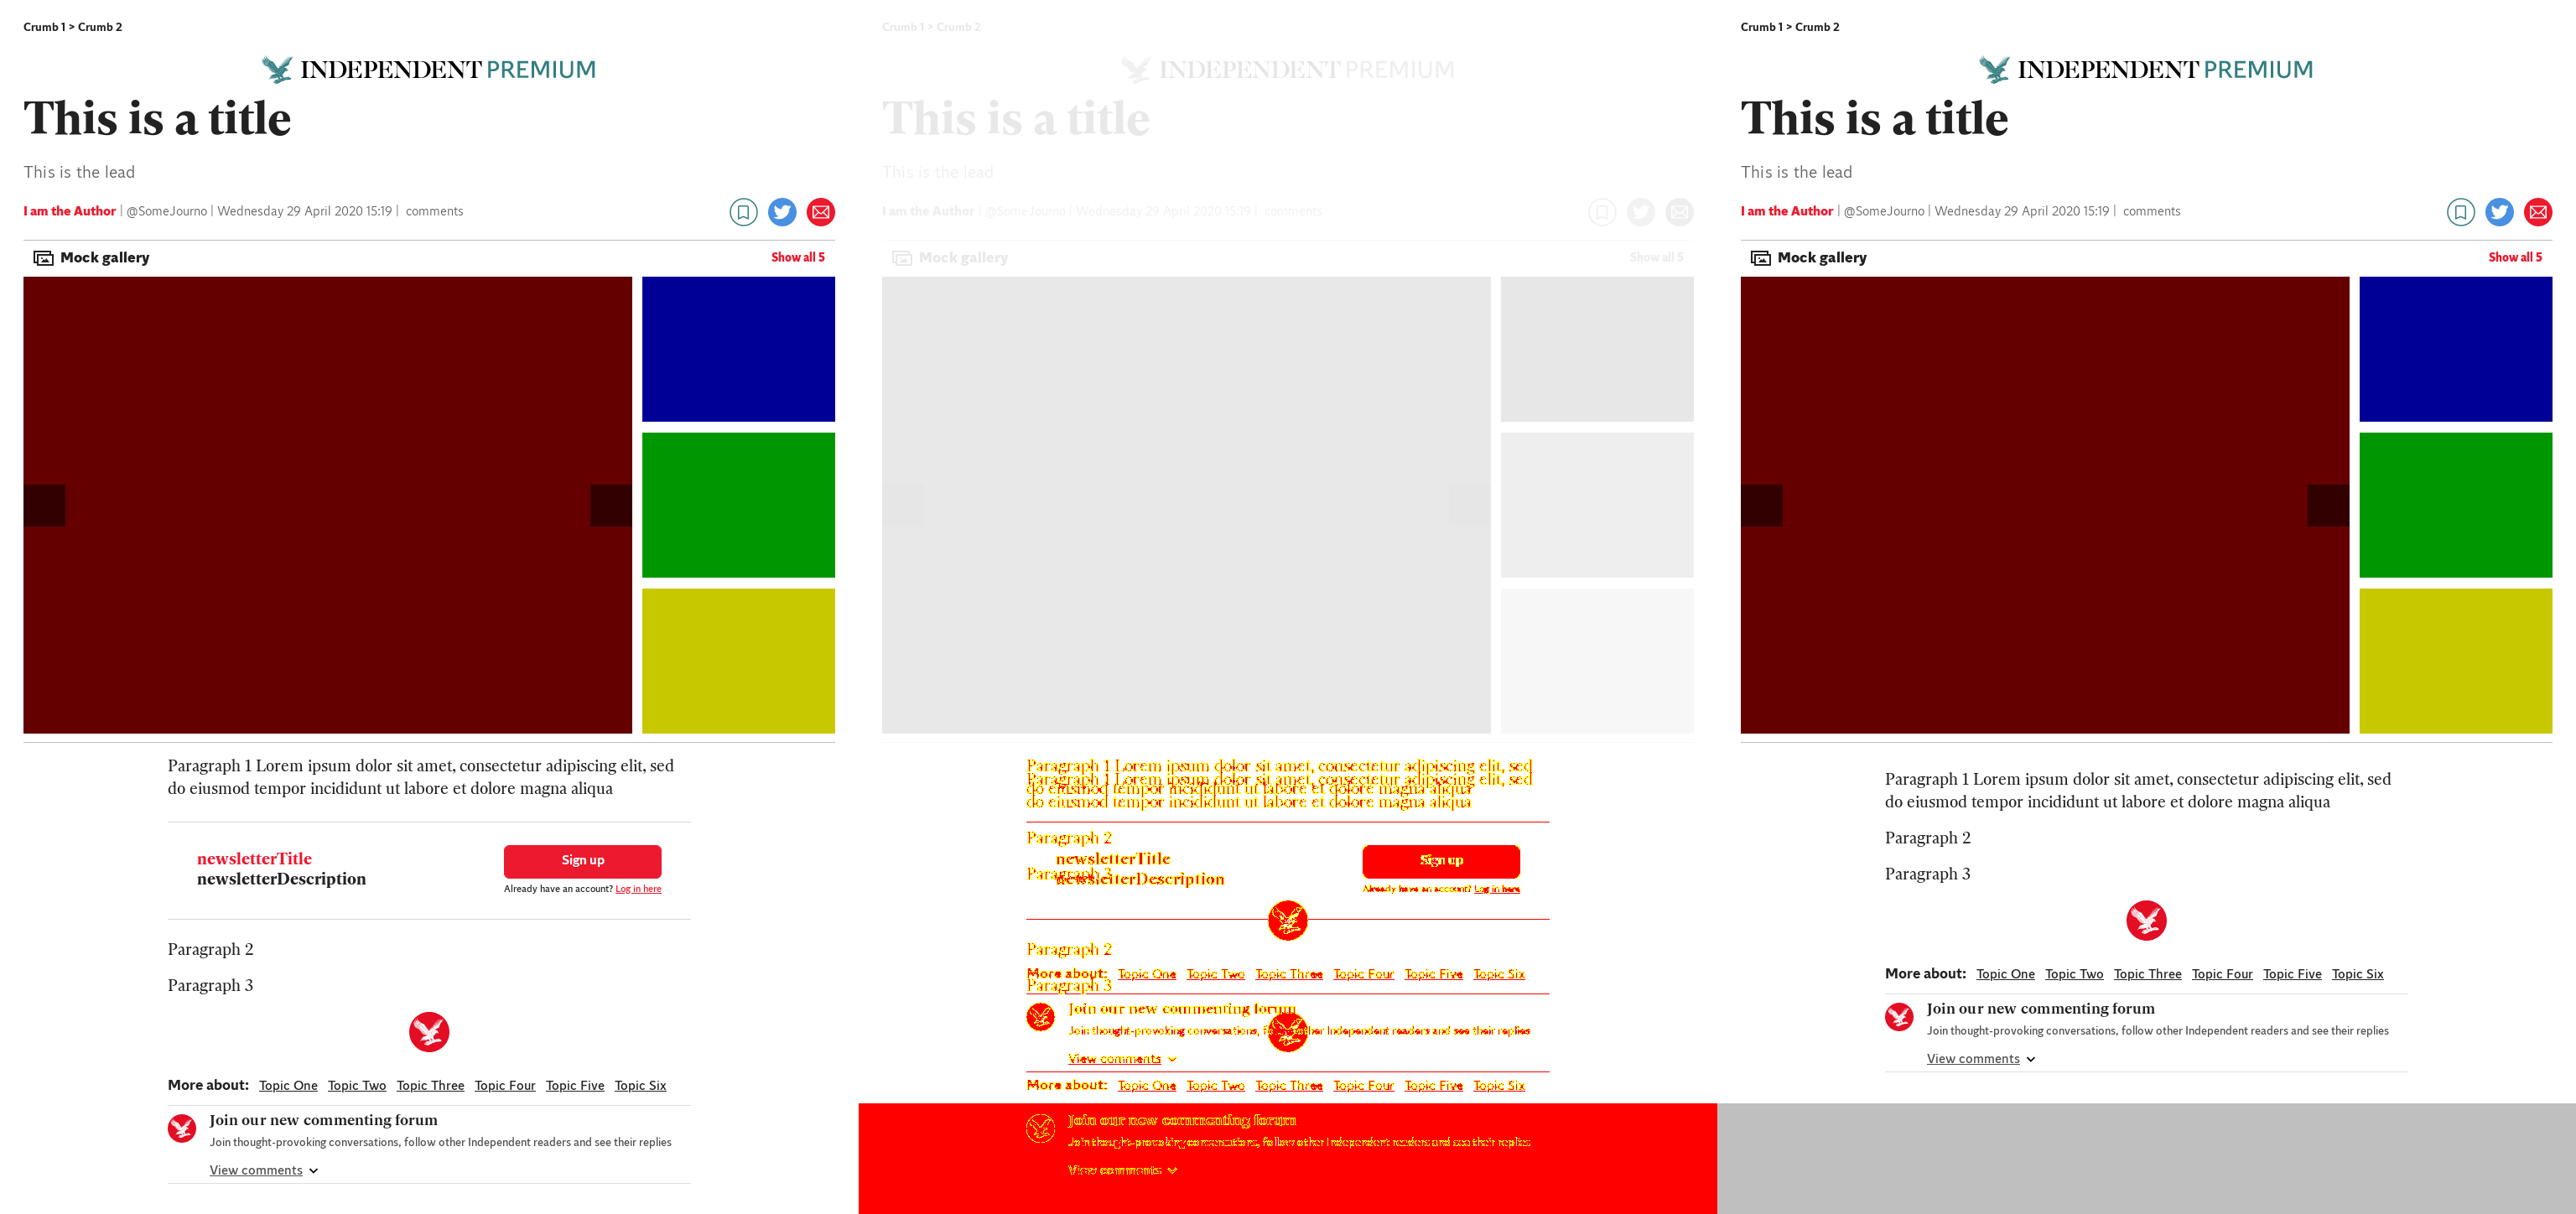 Crumb 1 > Crumb 2
INDEPENDENT PREMIUM
This is a title
This is the lead
I am the Author | @SomeJourno | Wednesday 29 April 2020 15:19 | comments
Mock gallery
Show all 5
Paragraph 1 Lorem ipsum dolor sit amet, consectetur adipiscing elit, sed
do eiusmod tempor incididunt ut labore et dolore magna aliqua
newsletterTitle
newsletterDescription
Sign up
Already have an account? Log in here
Paragraph 2
Paragraph 3
More about: Topic One Topic Two Topic Three Topic Four Topic Five Topic Six
Join our new commenting forum
Join thought-provoking conversations, follow other Independent readers and see their replies
View comments
Crumb 1 > Crumb 2
INDEPENDENT PREMIUM
This is a title
This is the lead
I am the Author | @SomeJourno | Wednesday 29 April 2020 15:19 | comments
Mock gallery
Show all 5
Paragraph 1 Lorem ipsum dolor sit amet, consectetur adipiscing elit, sed
Paragraph 1 Lorem ipsum dolor sit amet, consectetur adipiscing elit, sed
do eiusmod tempor incididunt ut labore et dolore magna aliqua
do eiusmod tempor incididunt ut labore et dolore magna aliqua
Paragraph 2
newsletterTitle
Sign up
Paragraph 3
newsletterDescription
Already have an account? Log in here
Paragraph 2
More about: Topic One Topic Two Topic Three Topic Four Topic Five Topic Six
Paragraph 3
Join our new commenting forum
Join thought-provoking conversations, follow other Independent readers and see their replies
View comments
More about: Topic One Topic Two Topic Three Topic Four Topic Five Topic Six
Join our new commenting forum
Join thought-provoking conversations, follow other Independent readers and see their replies
View comments
Crumb 1 > Crumb 2
INDEPENDENT PREMIUM
This is a title
This is the lead
I am the Author | @SomeJourno | Wednesday 29 April 2020 15:19 | comments
Mock gallery
Show all 5
Paragraph 1 Lorem ipsum dolor sit amet, consectetur adipiscing elit, sed
do eiusmod tempor incididunt ut labore et dolore magna aliqua
Paragraph 2
Paragraph 3
More about: Topic One Topic Two Topic Three Topic Four Topic Five Topic Six
Join our new commenting forum
Join thought-provoking conversations, follow other Independent readers and see their replies
View comments